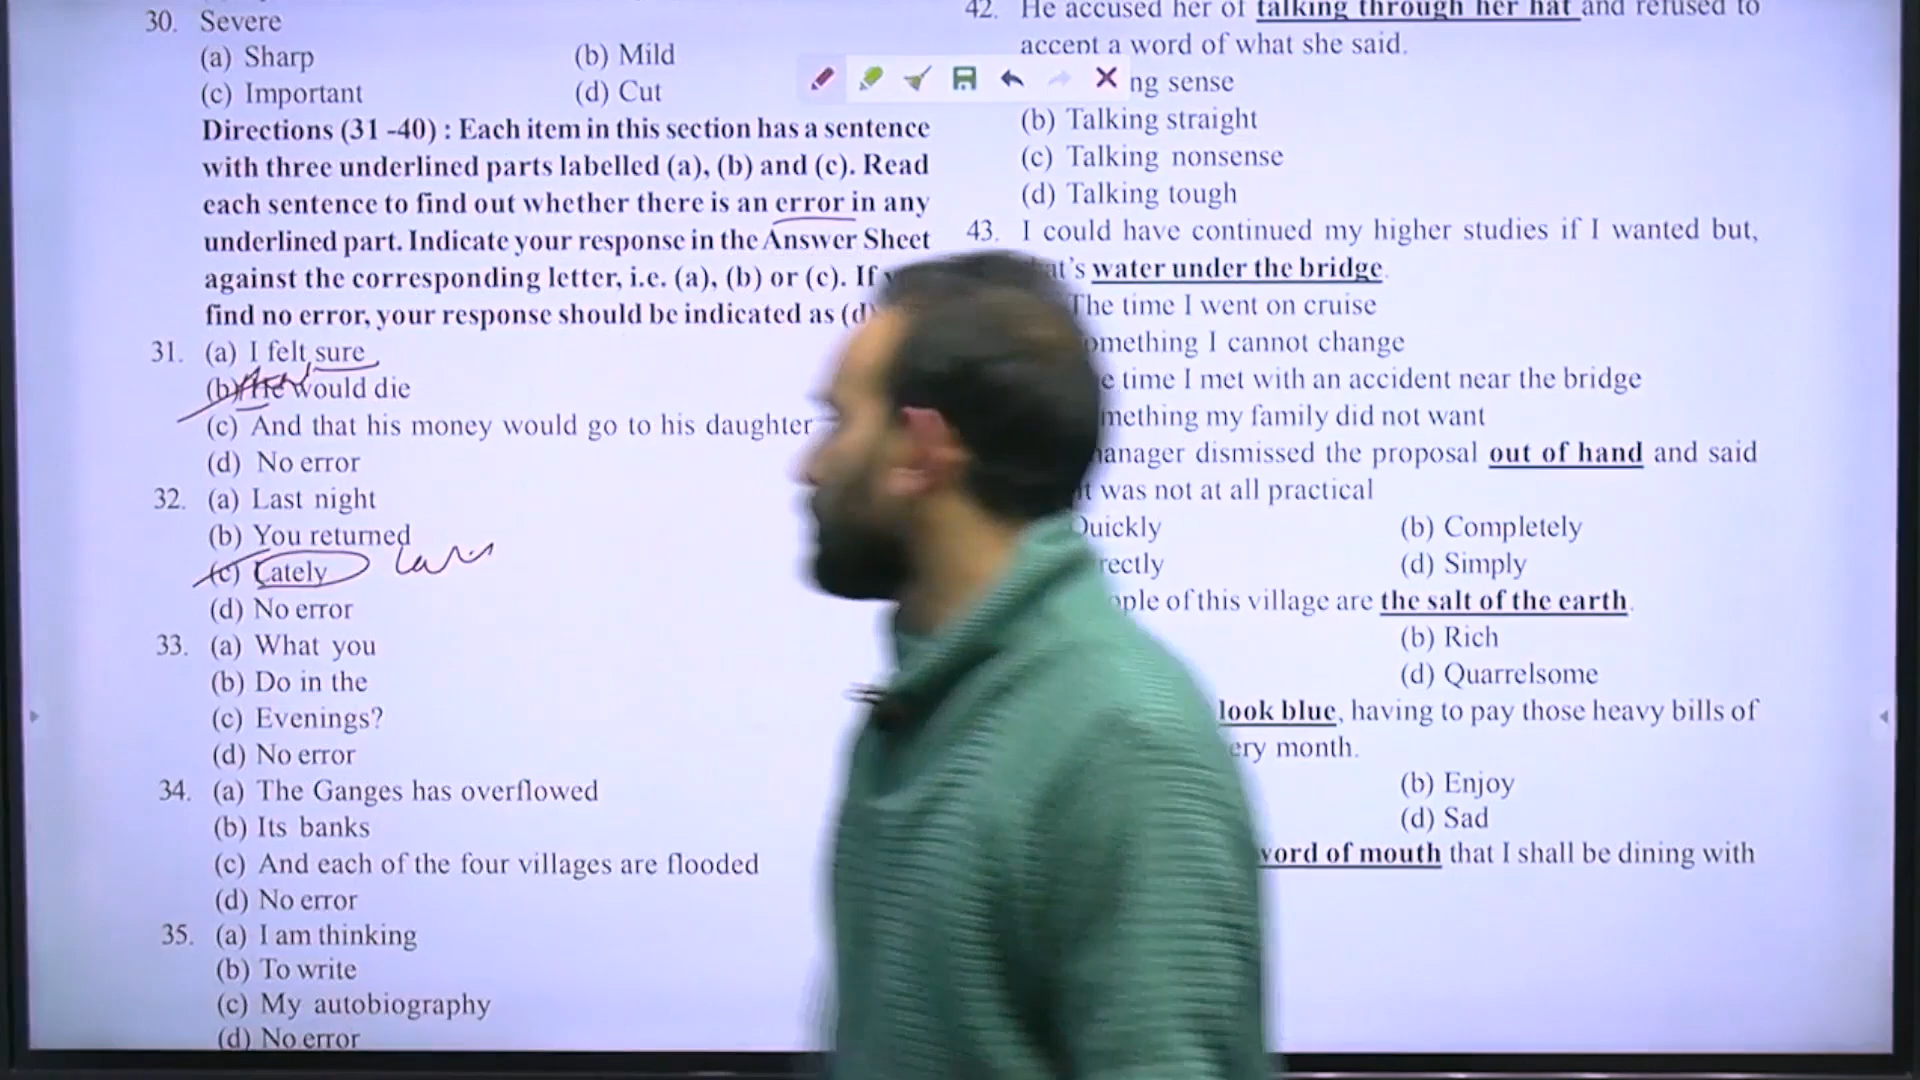 30. Severe
(a) Sharp (b) Mild
(c) Important (d) Cut
Directions (31 -40) : Each item in this section has a sentence
with three underlined parts labelled (a), (b) and (c). Read
each sentence to find out whether there is an error in any
underlined part. Indicate your response in the Answer Sheet
against the corresponding letter, i.e. (a), (b) or (c). If
find no error, your response should be indicated as (d)
31. (a) I felt sure
(b) He would die
(c) And that his money would go to his daughter
(d) No error
32. (a) Last night
(b) You returned
(c) Lately
(d) No error
33. (a) What you
(b) Do in the
(c) Evenings?
(d) No error
34. (a) The Ganges has overflowed
(b) Its banks
(c) And each of the four villages are flooded
(d) No error
35. (a) I am thinking
(b) To write
(c) My autobiography
(d) No error
42. He accused her of talking through her hat and refused to
accept a word of what she said.
sense
(b) Talking straight
(c) Talking nonsense
(d) Talking tough
43. I could have continued my higher studies if I wanted but,
water under the bridge.
The time I went on cruise
I cannot change
time I met with an accident near the bridge
my family did not want
dismissed the proposal out of hand and said
was not at all practical
Quickly (b) Completely
(d) Simply
of this village are the salt of the earth.
(b) Rich
(d) Quarrelsome
look blue, having to pay those heavy bills of
month.
(b) Enjoy
(d) Sad
word of mouth that I shall be dining with